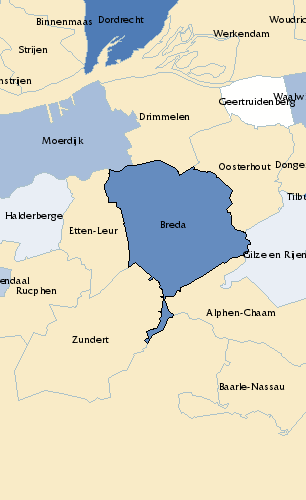 Binnenmaas
Dordrecht
Woudric
Strijen
Werkendam
nstrijen
Waalw
Geertruidenberg
Drimmelen
Moerdijk
Oosterhout
Donge
Tilb
Halderberge
Etten-Leur
Breda
Gilze en Rijen
endaal
Rucphen
Alphen-Chaam
Zundert
Baarle-Nassau